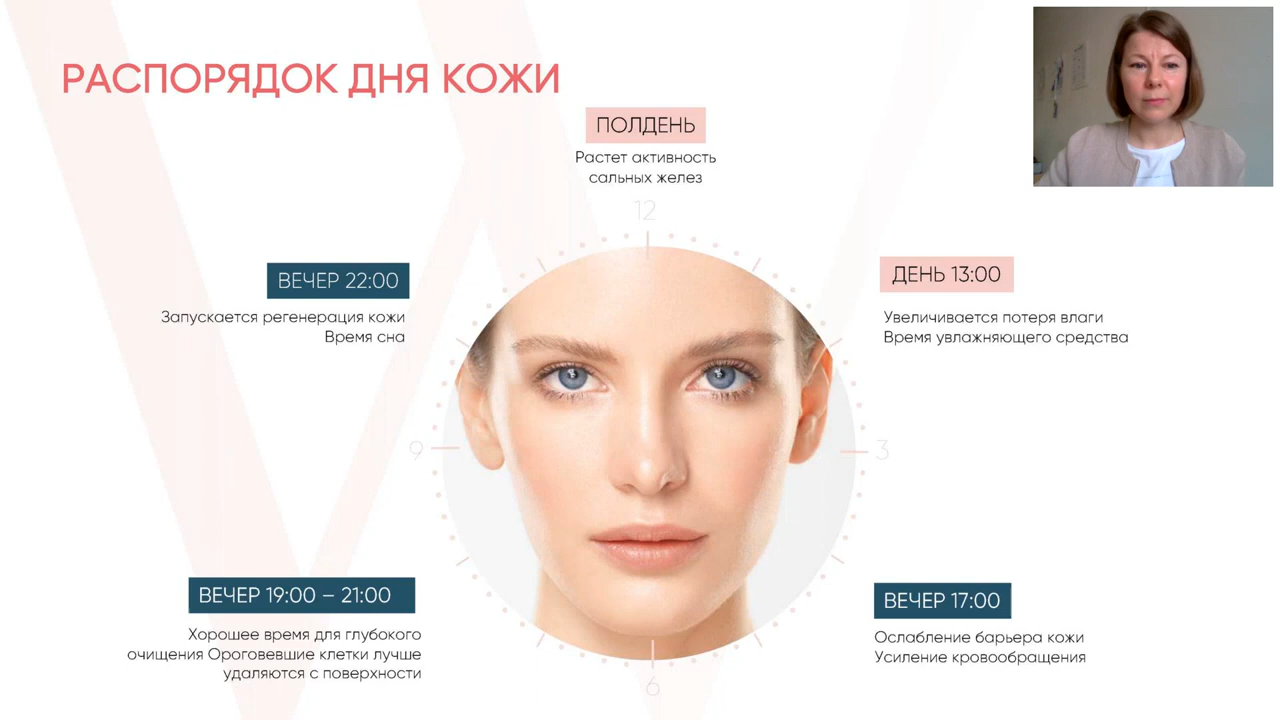 РАСПОРЯДОК ДНЯ КОЖИ
ПОЛДЕНЬ
Растет активность
сальных желез
12
ВЕЧЕР 22:00
Запускается регенерация кожи
Время сна
ДЕНЬ 13:00
Увеличивается потеря влаги
Время увлажняющего средства
9
3
ВЕЧЕР 19:00 – 21:00
Хорошее время для глубокого
очищения Ороговевшие клетки лучше
удаляются с поверхности
ВЕЧЕР 17:00
Ослабление барьера кожи
Усиление кровообращения
6